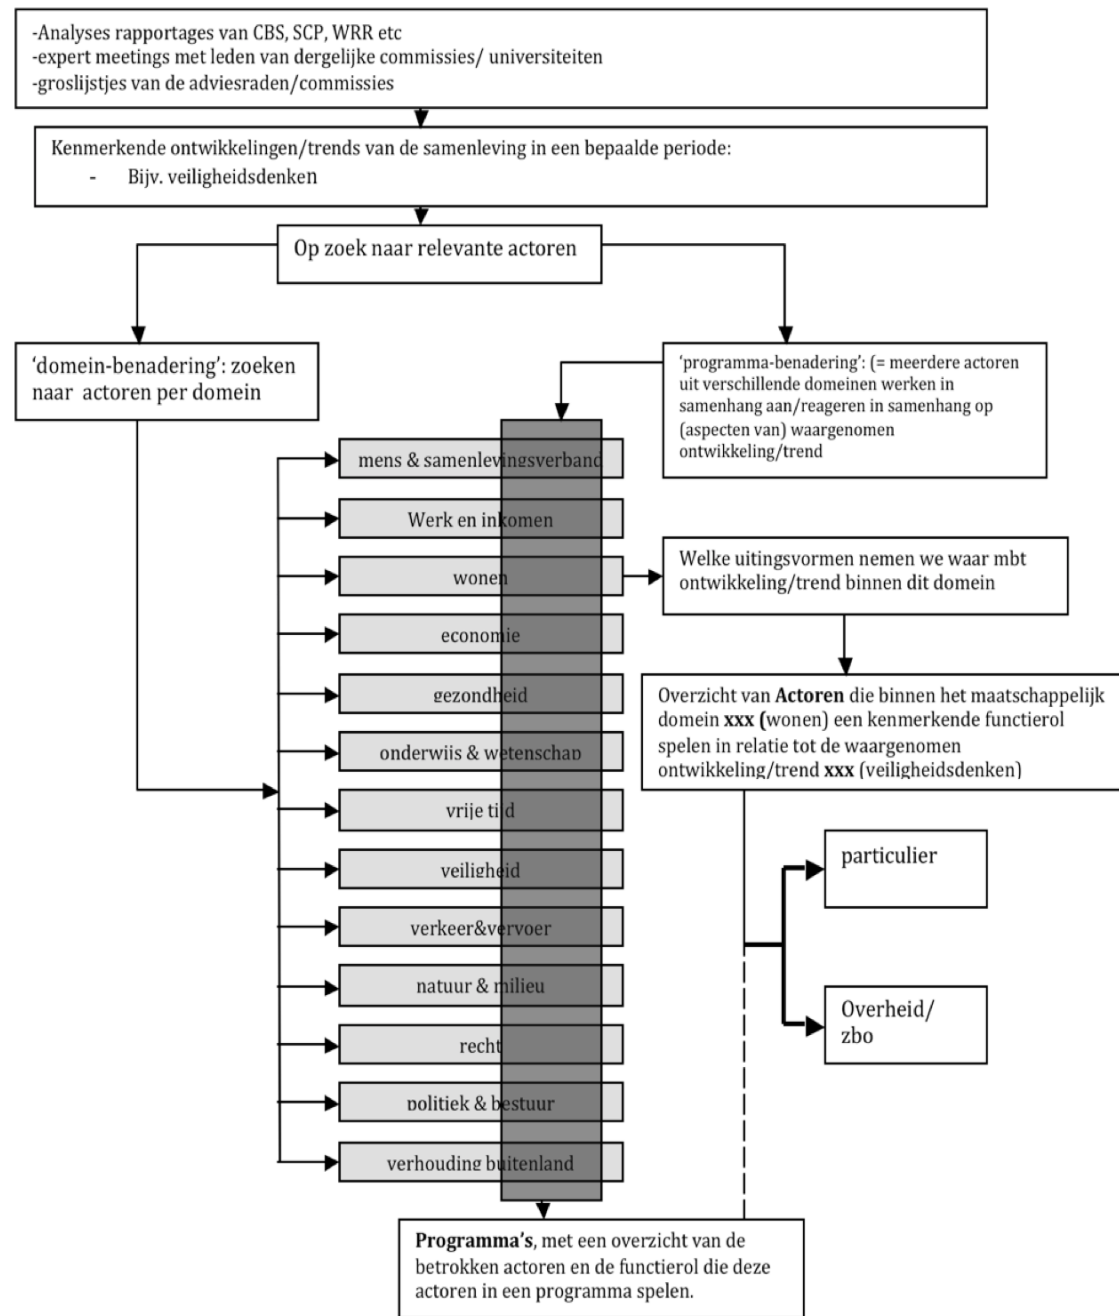 -Analyses rapportages van CBS, SCP, WRR etc
-expert meetings met leden van dergelijke commissies/ universiteiten
-groslijstjes van de adviesraden/commissies
Kenmerkende ontwikkelingen/trends van de samenleving in een bepaalde periode:
- Bijv. veiligheidsdenken
Op zoek naar relevante actoren
‘domein-benadering’: zoeken
naar actoren per domein
‘programma-benadering’: (= meerdere actoren
uit verschillende domeinen werken in
samenhang aan/reageren in samenhang op
(aspecten van) waargenomen
ontwikkeling/trend
mens & samenlevingsverband
Werk en inkomen
wonen
economie
gezondheid
onderwijs & wetenschap
vrije tijd
veiligheid
verkeer&vervoer
natuur & milieu
recht
politiek & bestuur
verhouding buitenland
Welke uitingsvormen nemen we waar mbt
ontwikkeling/trend binnen dit domein
Overzicht van Actoren die binnen het maatschappelijk
domein xxx (wonen) een kenmerkende functierol
spelen in relatie tot de waargenomen
ontwikkeling/trend xxx (veiligheidsdenken)
particulier
Overheid/
zbo
Programma’s, met een overzicht van de
betrokken actoren en de functierol die deze
actoren in een programma spelen.